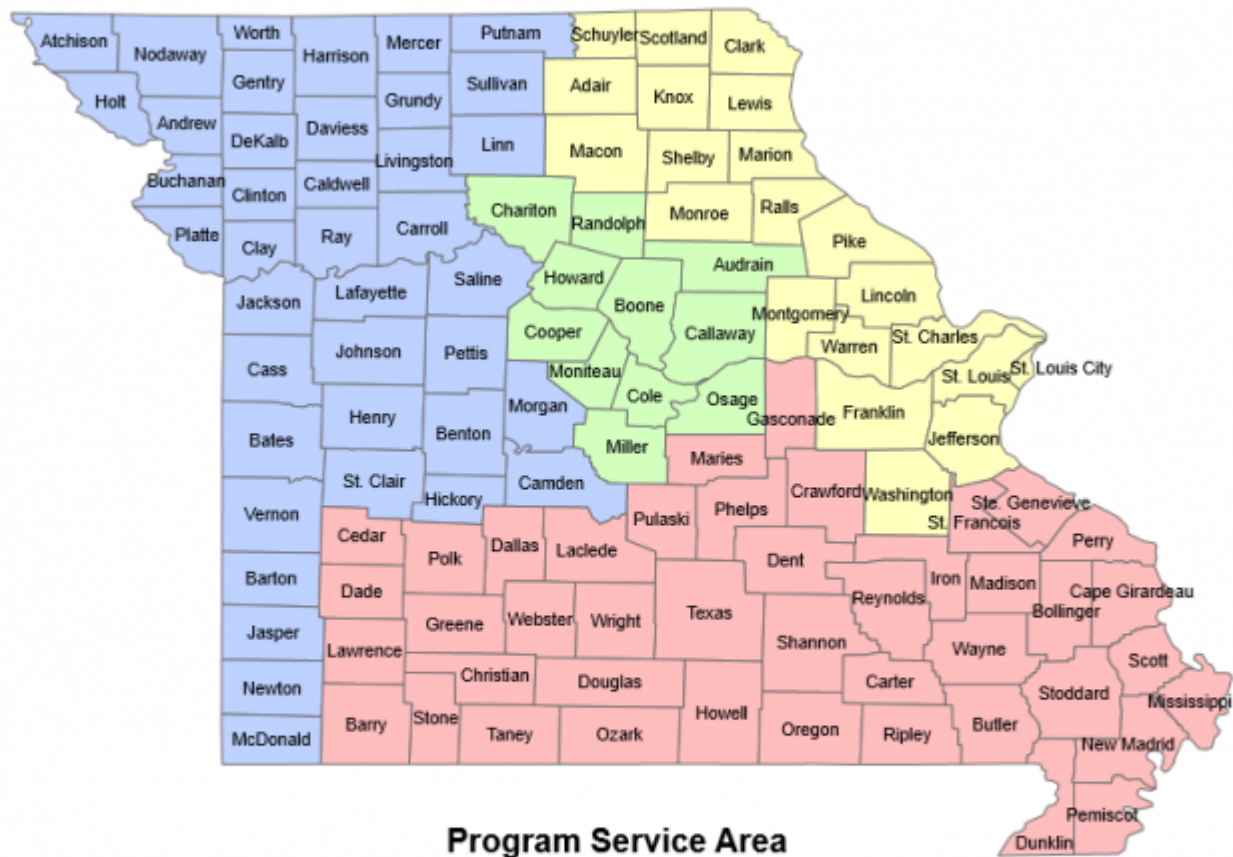 Atchison
Nodaway
Worth
Harrison
Mercer
Putnam
Schuyler
Scotland
Clark
Holt
Gentry
Sullivan
Adair
Knox
Lewis
Andrew
DeKalb
Daviess
Grundy
Linn
Macon
Shelby
Marion
Buchanan
Clinton
Caldwell
Livingston
Chariton
Randolph
Monroe
Ralls
Pike
Platte
Clay
Ray
Carroll
Howard
Audrain
Jackson
Lafayette
Saline
Boone
Lincoln
Cooper
Callaway
Montgomery
Warren
St. Charles
Cass
Johnson
Pettis
Moniteau
St. Louis
St. Louis City
Morgan
Cole
Osage
Gasconade
Franklin
Jefferson
Bates
Henry
Benton
Miller
Maries
St. Clair
Hickory
Camden
Pulaski
Phelps
Crawford
Washington
Ste. Genevieve
St. Francois
Vernon
Cedar
Polk
Dallas
Laclede
Dent
Perry
Barton
Dade
Iron
Madison
Cape Girardeau
Bollinger
Reynolds
Jasper
Greene
Webster
Wright
Texas
Shannon
Wayne
Lawrence
Scott
Newton
Christian
Douglas
Carter
Stoddard
Mississippi
McDonald
Barry
Stone
Taney
Ozark
Howell
Oregon
Ripley
Butler
New Madrid
Pemiscot
Dunklin
Program Service Area